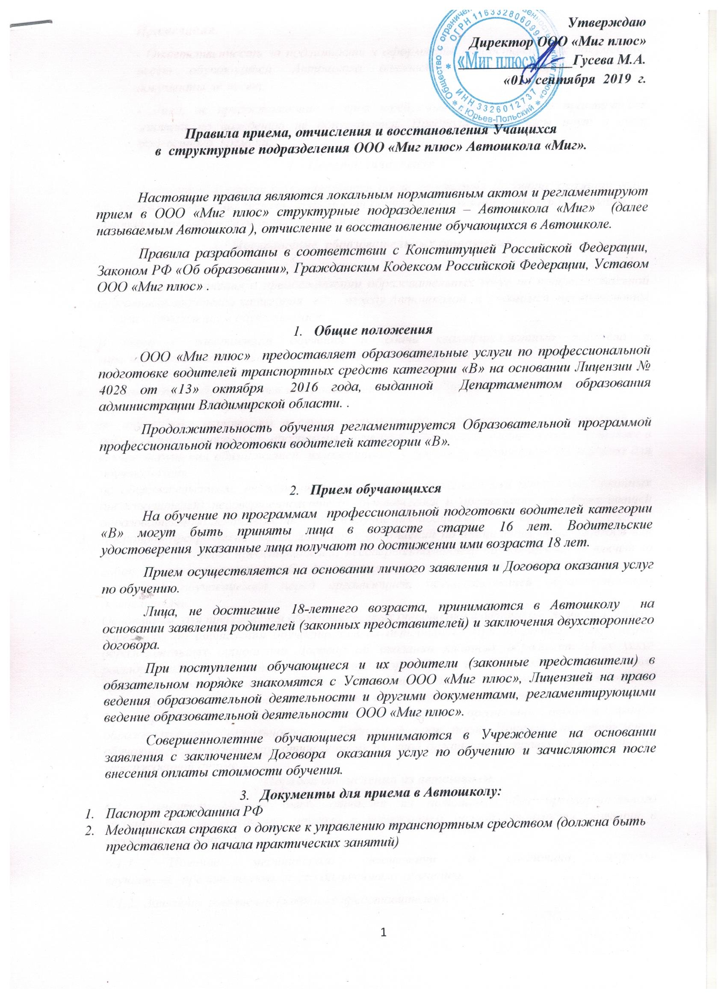 Утверждаю
Директор ООО «Миг плюс»
Гусева М.А.
«01» сентября 2019 г.
ОГРН 116332806099
«Миг плюс»
ИНН 3326012737
Общество с ограничен
енность
«Миг плюс»
* г. Юрьев-Польский *
Правила приема, отчисления и восстановления Учащихся
в структурные подразделения ООО «Миг плюс» Автошкола «Миг».
Настоящие правила являются локальным нормативным актом и регламентируют
прием в ООО «Миг плюс» структурные подразделения – Автошкола «Миг» (далее
называемым Автошкола ), отчисление и восстановление обучающихся в Автошколе.
Правила разработаны в соответствии с Конституцией Российской Федерации,
Законом РФ «Об образовании», Гражданским Кодексом Российской Федерации, Уставом
ООО «Миг плюс» .
1. Общие положения
ООО «Миг плюс» предоставляет образовательные услуги по профессиональной
подготовке водителей транспортных средств категории «В» на основании Лицензии №
4028 от «13» октября 2016 года, выданной Департаментом образования
администрации Владимирской области. .
Продолжительность обучения регламентируется Образовательной программой
профессиональной подготовки водителей категории «В».
2. Прием обучающихся
На обучение по программам профессиональной подготовки водителей категории
«В» могут быть приняты лица в возрасте старше 16 лет. Водительские
удостоверения указанные лица получают по достижении ими возраста 18 лет.
Прием осуществляется на основании личного заявления и Договора оказания услуг
по обучению.
Лица, не достигшие 18-летнего возраста, принимаются в Автошколу на
основании заявления родителей (законных представителей) и заключения двухстороннего
договора.
При поступлении обучающиеся и их родители (законные представители) в
обязательном порядке знакомятся с Уставом ООО «Миг плюс», Лицензией на право
ведения образовательной деятельности и другими документами, регламентирующими
ведение образовательной деятельности ООО «Миг плюс».
Совершеннолетние обучающиеся принимаются в Учреждение на основании
заявления с заключением Договора оказания услуг по обучению и зачисляются после
внесения оплаты стоимости обучения.
3. Документы для приема в Автошколу:
1. Паспорт гражданина РФ
2. Медицинская справка о допуске к управлению транспортным средством (должна быть
представлена до начала практических занятий)
1